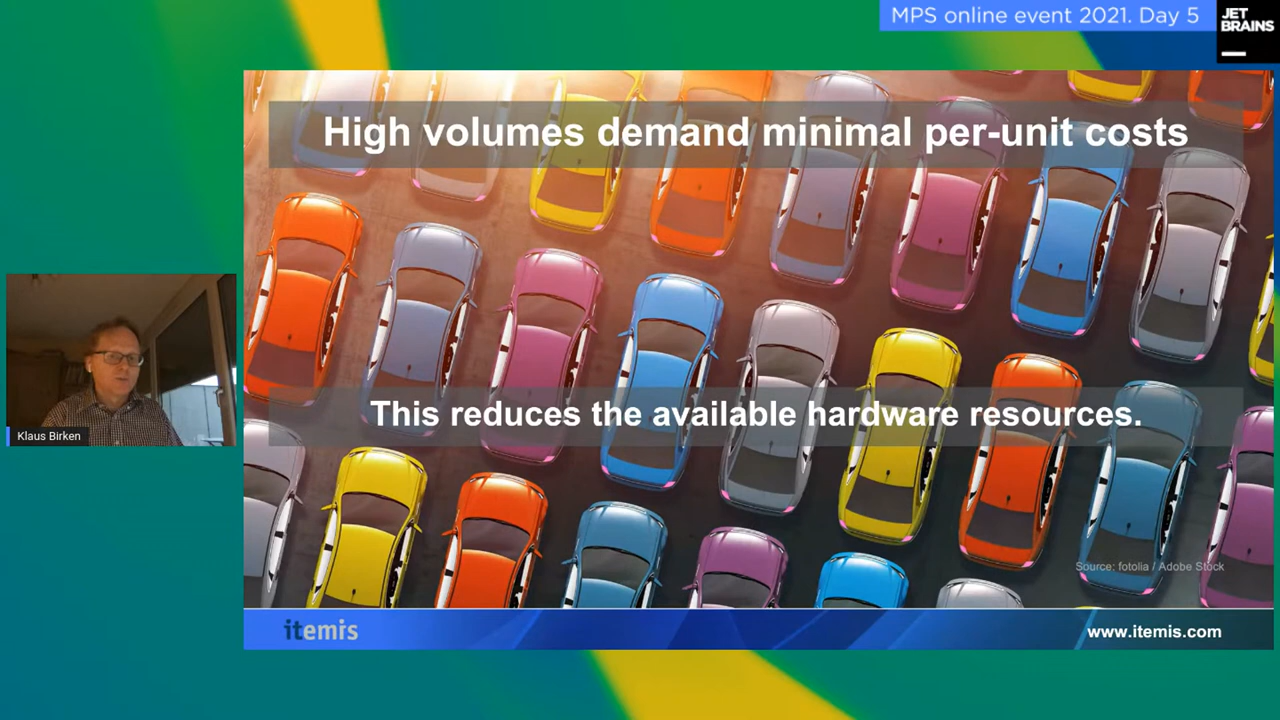 MPS online event 2021. Day 5
JET
BRAINS
High volumes demand minimal per-unit costs
This reduces the available hardware resources.
Klaus Birken
Source: fotolia / Adobe Stock
itemis
www.itemis.com